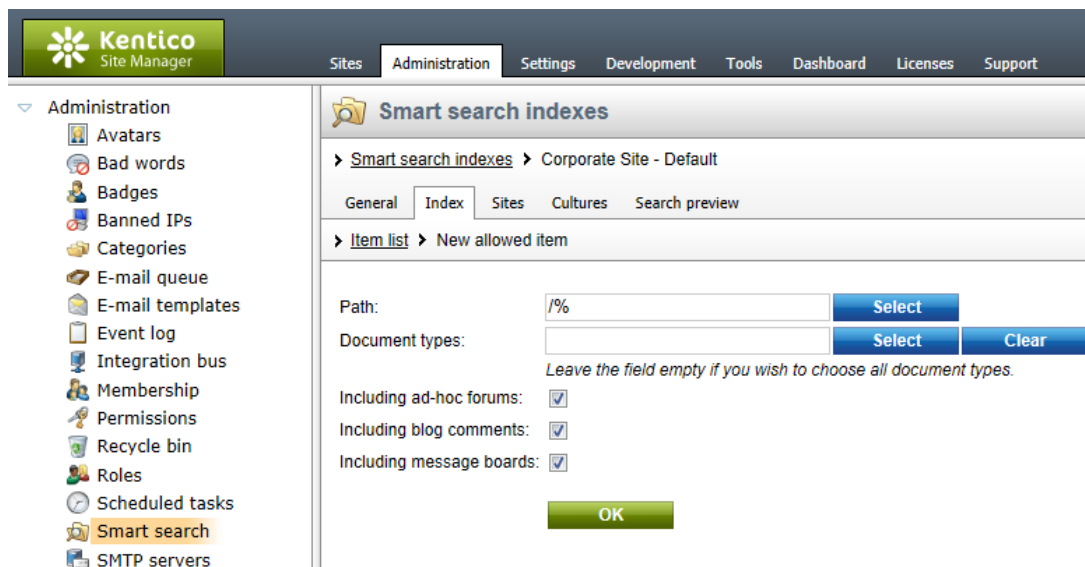 Kentico
Site Manager
Sites Administration Settings Development Tools Dashboard Licenses Support
Administration
Avatars
Bad words
Badges
Banned IPs
Categories
E-mail queue
E-mail templates
Event log
Integration bus
Membership
Permissions
Recycle bin
Roles
Scheduled tasks
Smart search
SMTP servers
Smart search indexes
Smart search indexes Corporate Site - Default
General Index Sites Cultures Search preview
Item list New allowed item
Path: /% Select
Document types: Select Clear
Leave the field empty if you wish to choose all document types.
Including ad-hoc forums:
Including blog comments:
Including message boards:
OK